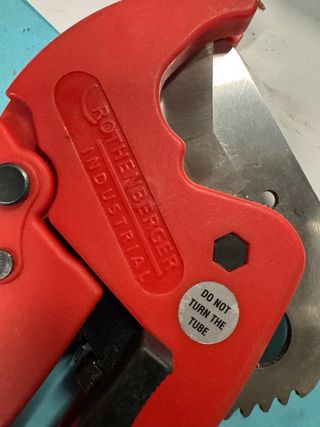 ROTHENBERGER
INDUSTRIAL
DO NOT
TURN THE
TUBE